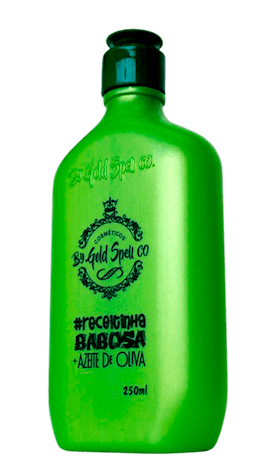 By Gold Spell co.
COSMÉTICOS
By Gold Spell CO
#receitinha
BABOSA
+ AZEITE DE OLIVA
250ml